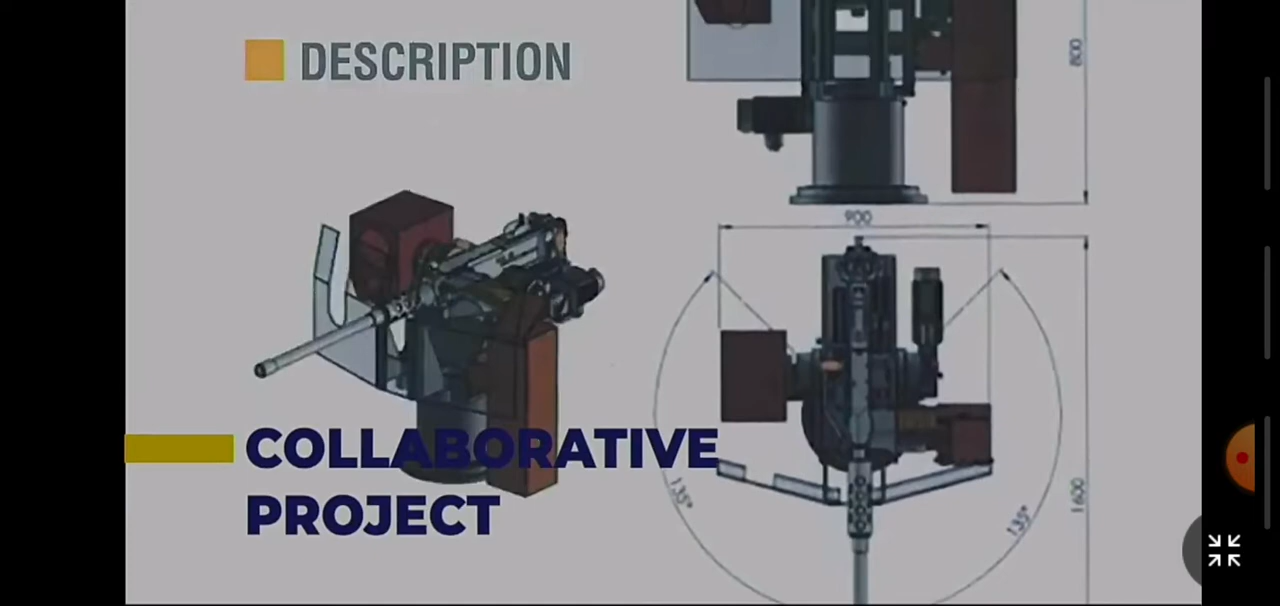 DESCRIPTION
800
900
COLLABORATIVE
PROJECT
135°
135°
1600